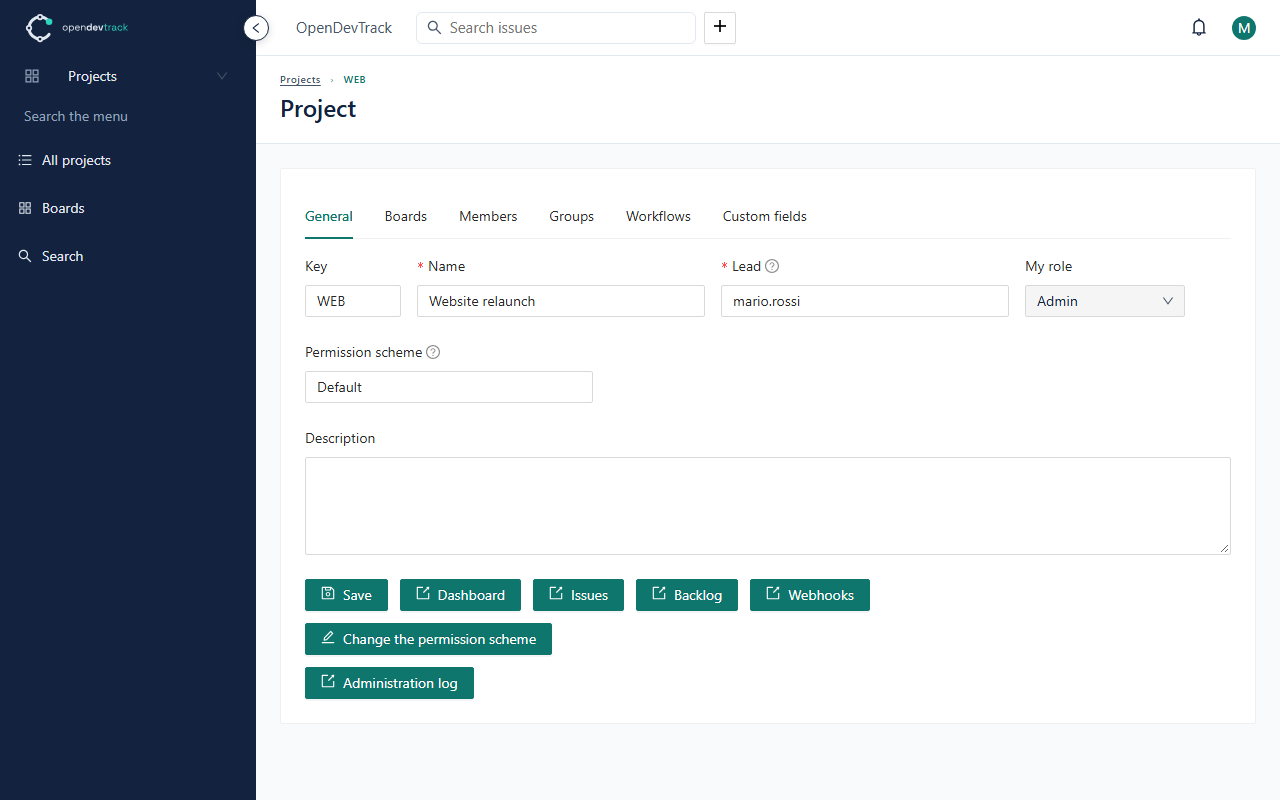 opendevtrack
OpenDevTrack
Search issues
M
Projects
Search the menu
All projects
Boards
Search
Projects › WEB
Project
General Boards Members Groups Workflows Custom fields
Key * Name * Lead My role
WEB Website relaunch mario.rossi Admin
Permission scheme
Default
Description
Save Dashboard Issues Backlog Webhooks
Change the permission scheme
Administration log